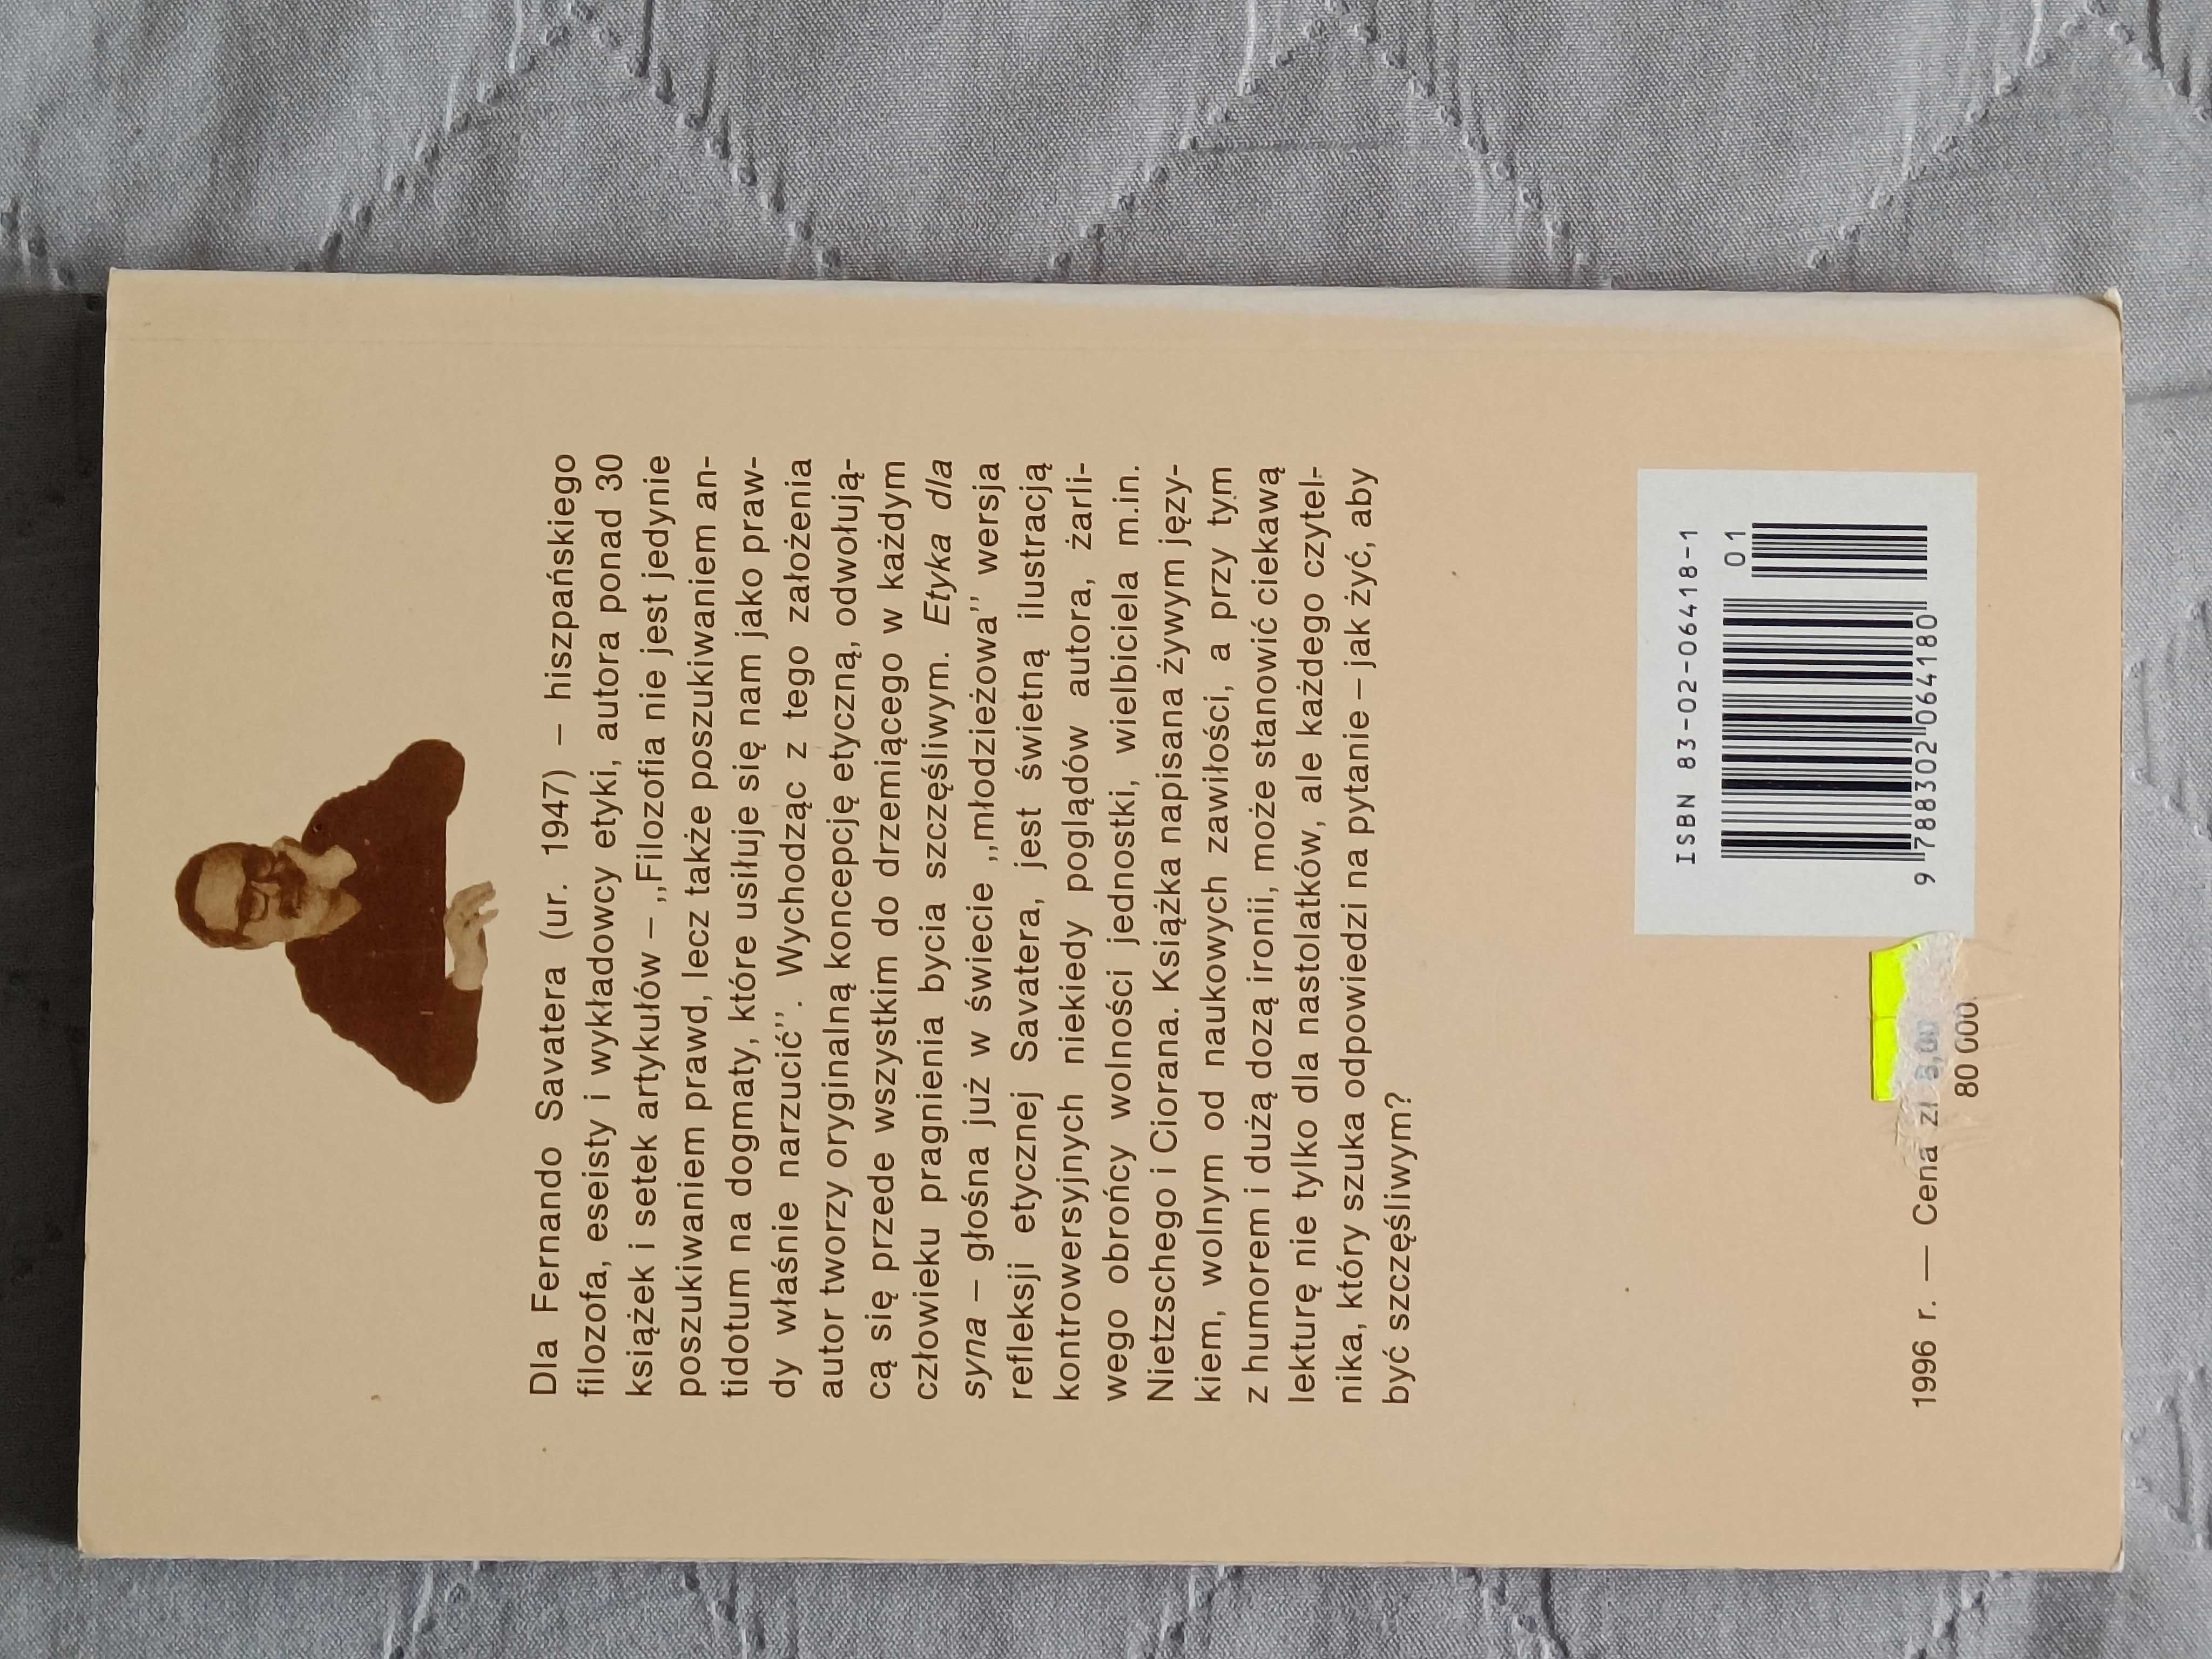 Dla Fernando Savatera (ur. 1947) – hiszpańskiego
filozofa, eseisty i wykładowcy etyki, autora ponad 30
książek i setek artykułów – ,,Filozofia nie jest jedynie
poszukiwaniem prawd, lecz także poszukiwaniem an-
tidotum na dogmaty, które usiłuje się nam jako praw-
dy właśnie narzucić”. Wychodząc z tego założenia
autor tworzy oryginalną koncepcję etyczną, odwołują-
cą się przede wszystkim do drzemiącego w każdym
człowieku pragnienia bycia szczęśliwym. Etyka dla
syna – głośna już w świecie ,,młodzieżowa” wersja
refleksji etycznej Savatera, jest świetną ilustracją
kontrowersyjnych niekiedy poglądów autora, żarli-
wego obrońcy wolności jednostki, wielbiciela m.in.
Nietzschego i Ciorana. Książka napisana żywym języ-
kiem, wolnym od naukowych zawiłości, a przy tym
z humorem i dużą dozą ironii, może stanowić ciekawą
lekturę nie tylko dla nastolatków, ale każdego czytel-
nika, który szuka odpowiedzi na pytanie – jak żyć, aby
być szczęśliwym?
ISBN 83-02-06418-1
01
9 788302 064180
1996 r. — Cena zł 8,00
80 000